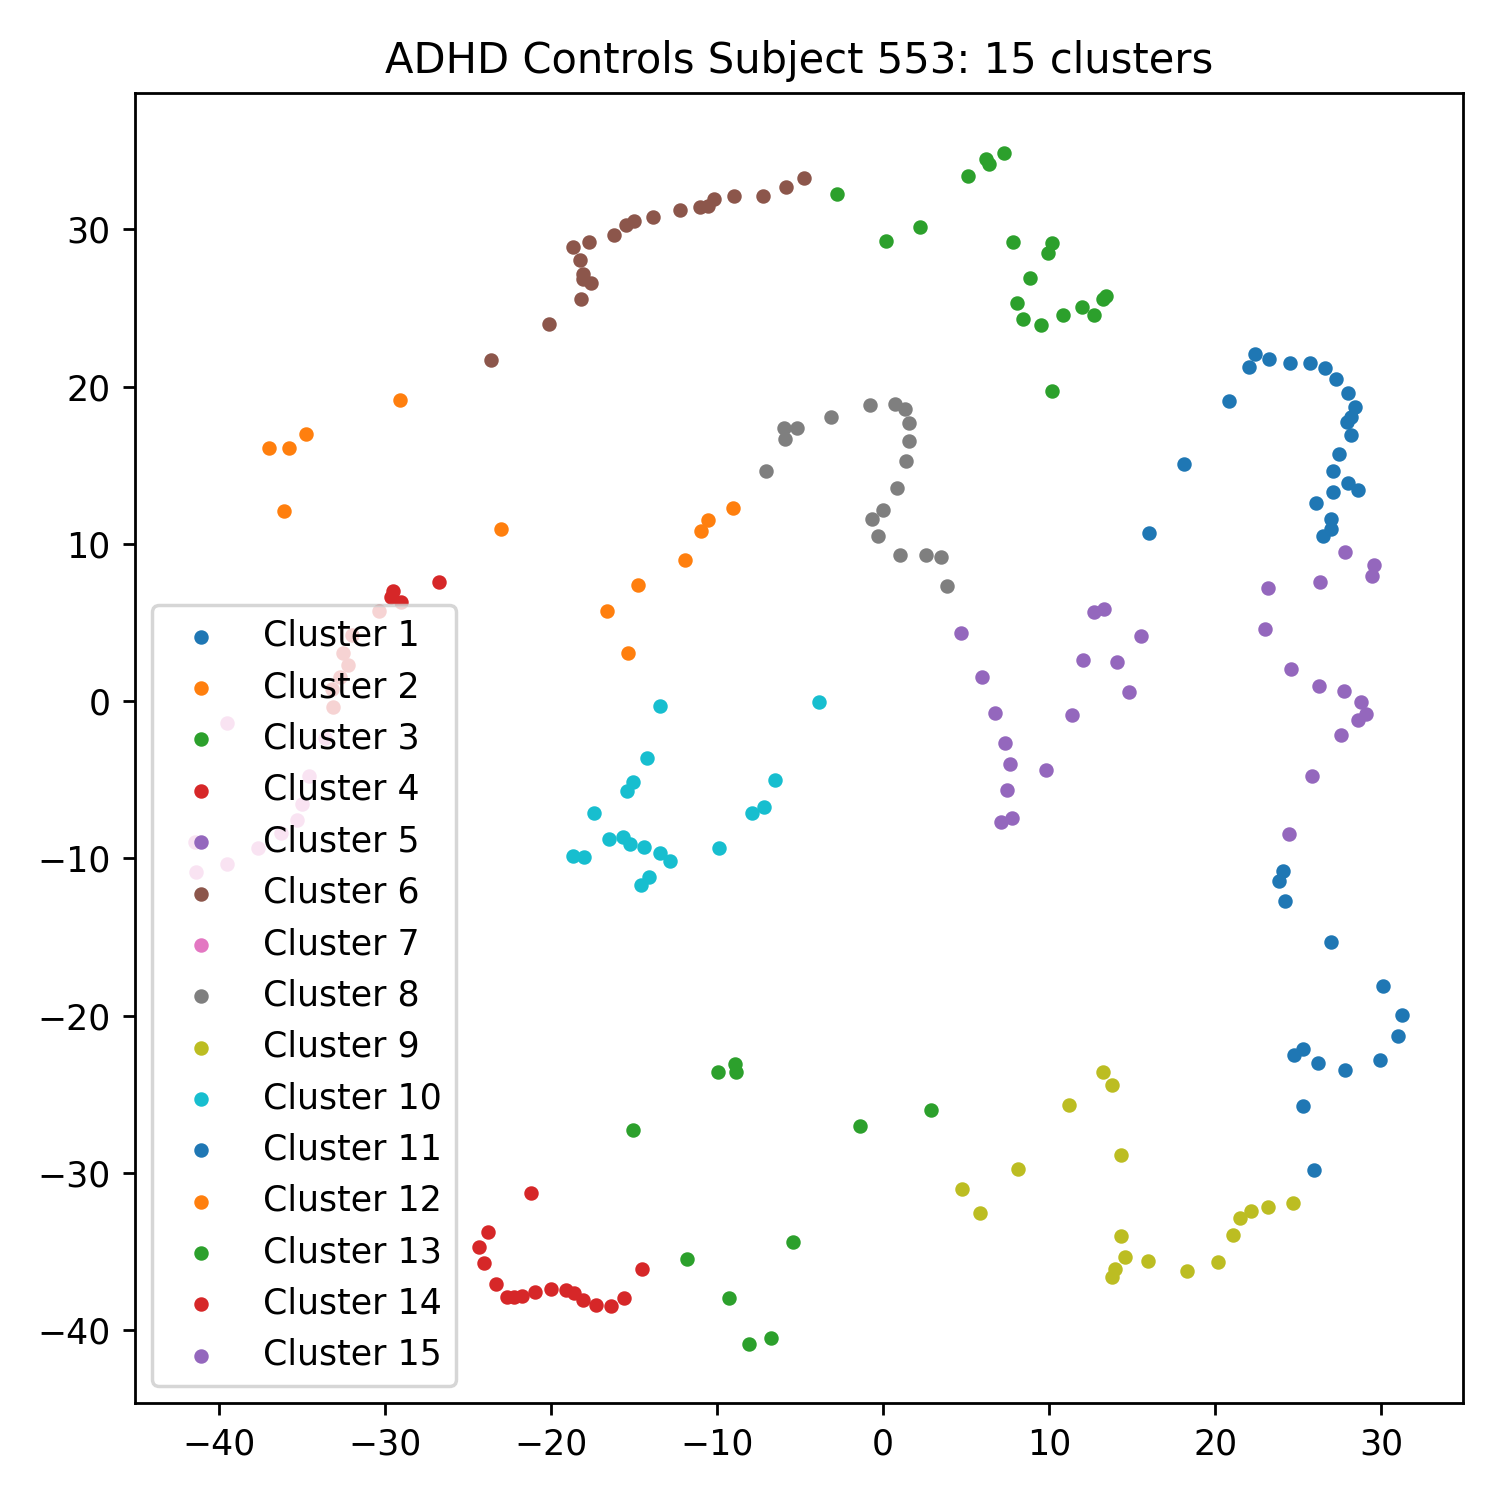 ADHD Controls Subject 553: 15 clusters
30
20
10
0
−10
−20
−30
−40
Cluster 1
Cluster 2
Cluster 3
Cluster 4
Cluster 5
Cluster 6
Cluster 7
Cluster 8
Cluster 9
Cluster 10
Cluster 11
Cluster 12
Cluster 13
Cluster 14
Cluster 15
−40 −30 −20 −10 0 10 20 30